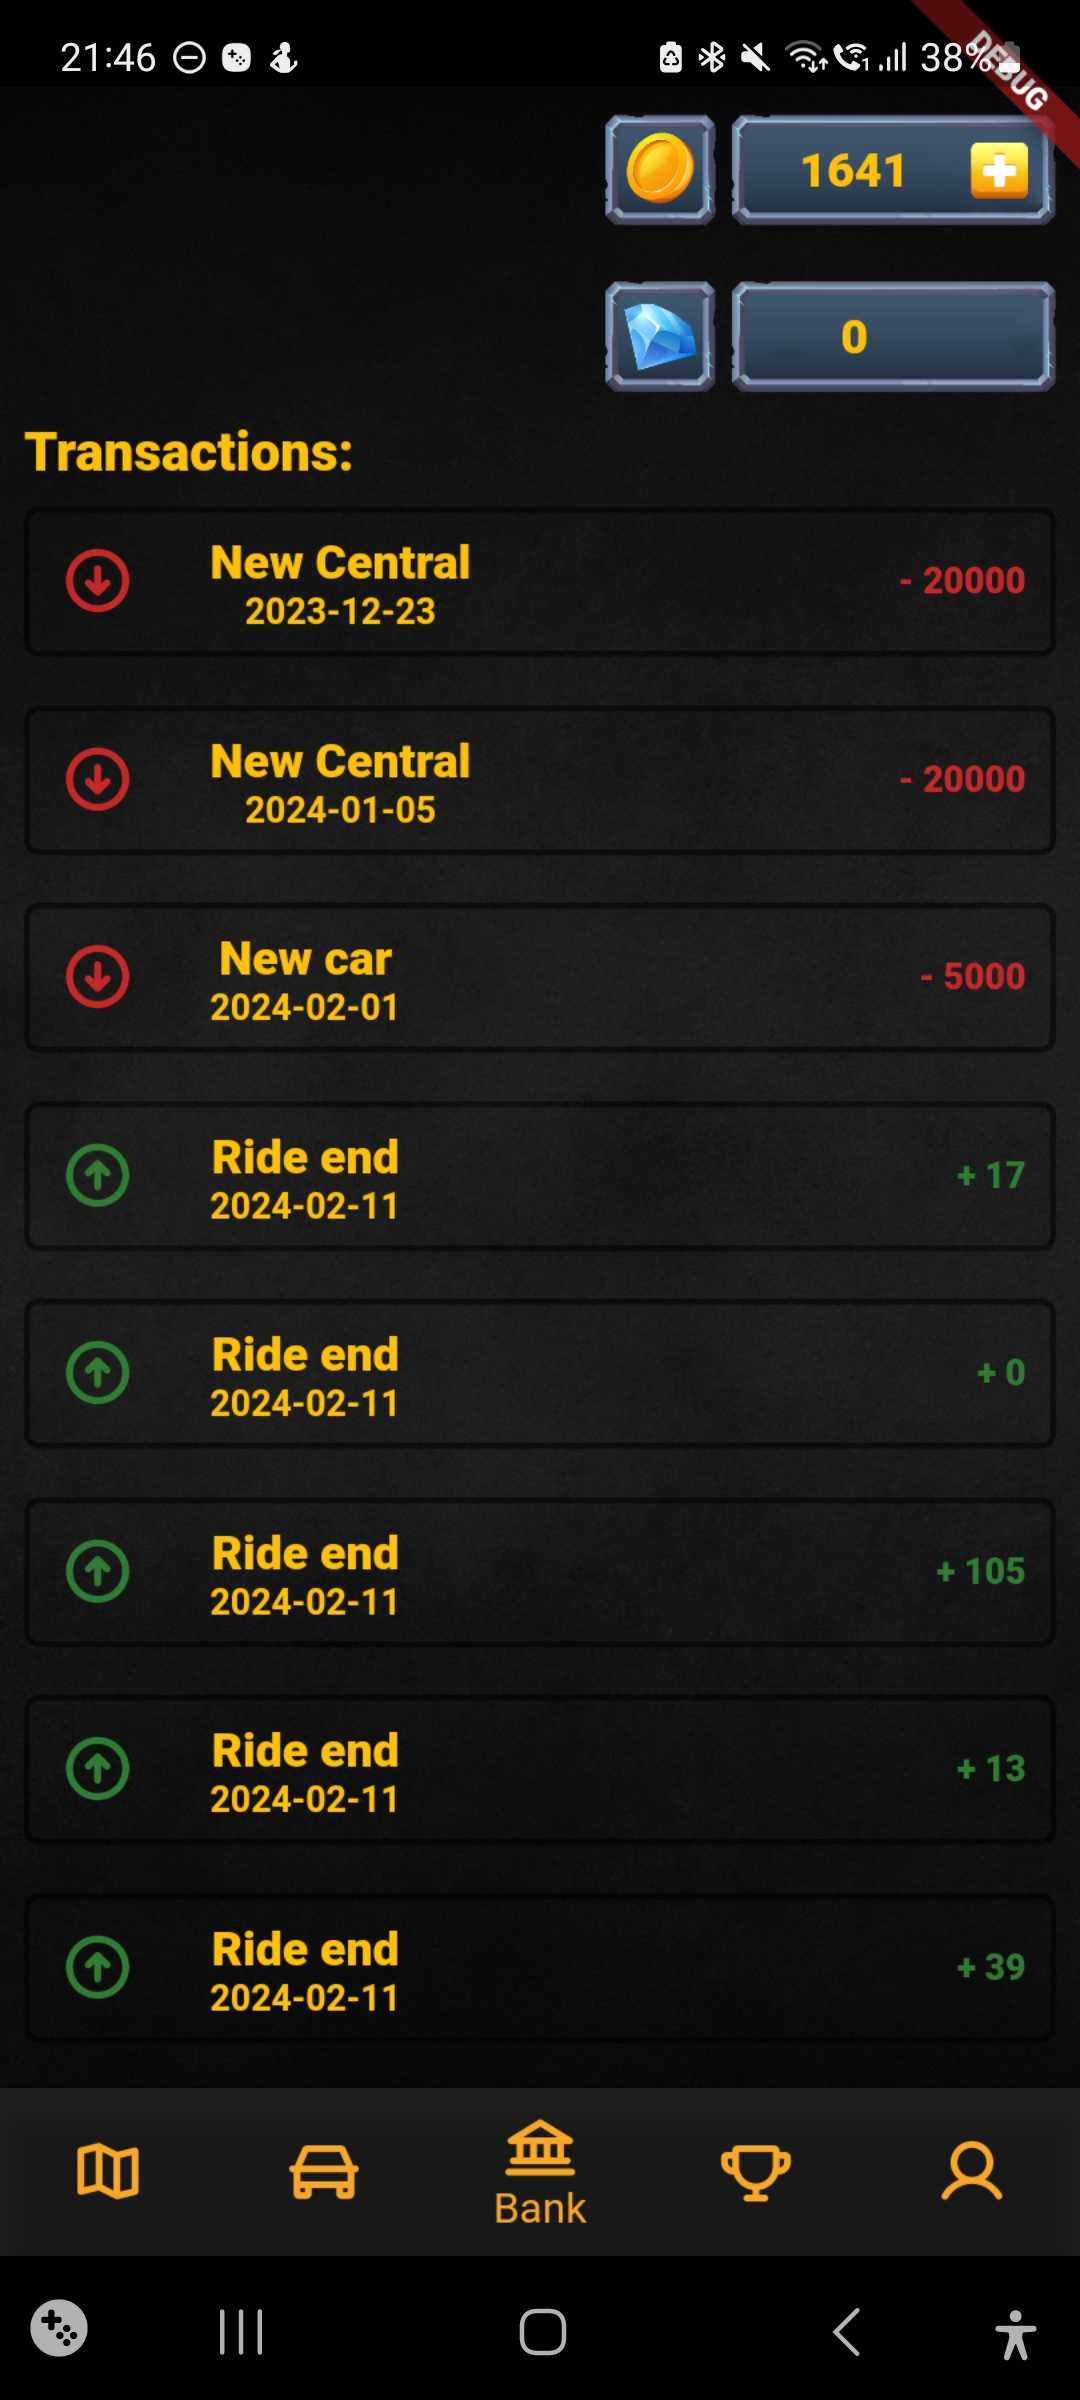 21:46
38%
DEBUG
1641
0
Transactions:
New Central
2023-12-23
- 20000
New Central
2024-01-05
- 20000
New car
2024-02-01
- 5000
Ride end
2024-02-11
+ 17
Ride end
2024-02-11
+ 0
Ride end
2024-02-11
+ 105
Ride end
2024-02-11
+ 13
Ride end
2024-02-11
+ 39
Bank